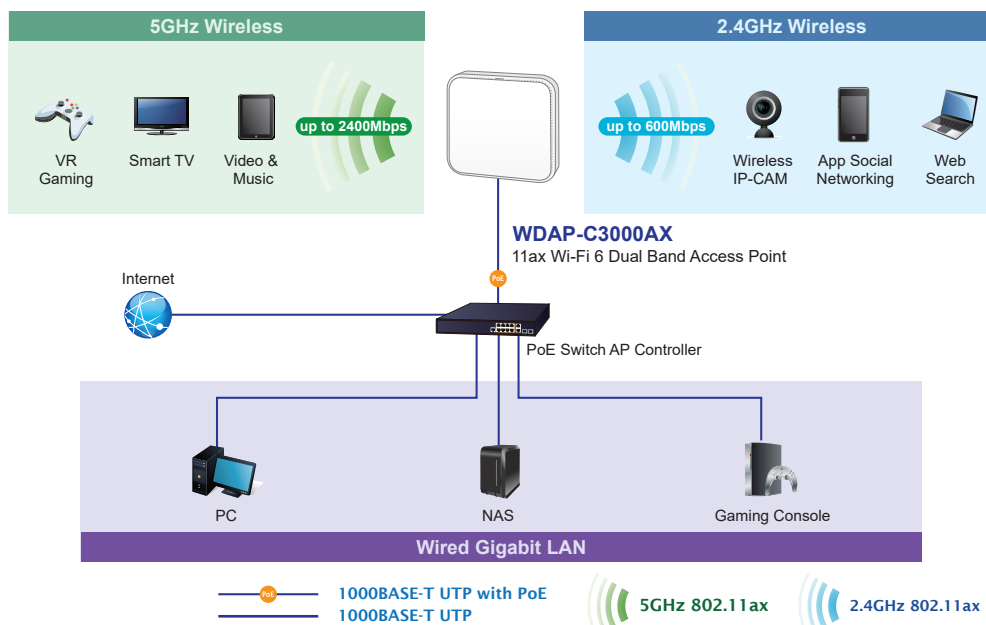 5GHz Wireless
2.4GHz Wireless
up to 2400Mbps
VR
Gaming
Smart TV
Video &
Music
up to 600Mbps
Wireless
IP-CAM
App Social
Networking
Web
Search
WDAP-C3000AX
11ax Wi-Fi 6 Dual Band Access Point
PoE
Internet
PoE Switch AP Controller
PC
NAS
Gaming Console
Wired Gigabit LAN
PoE
1000BASE-T UTP with PoE
1000BASE-T UTP
5GHz 802.11ax
2.4GHz 802.11ax